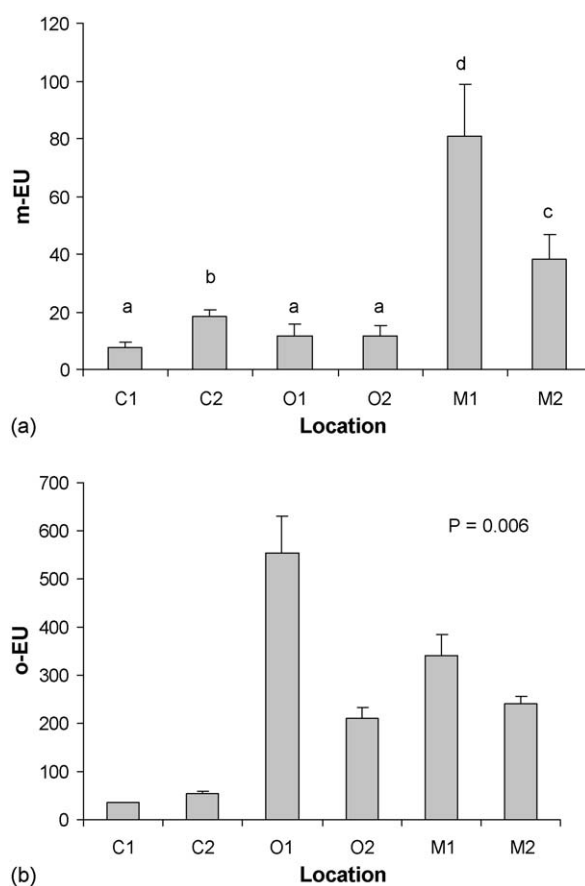 120
100
80
60
40
20
0
m-EU
a
b
a
a
d
c
C1 C2 O1 O2 M1 M2
Location
(a)
700
600
500
400
300
200
100
0
o-EU
P = 0.006
C1 C2 O1 O2 M1 M2
Location
(b)